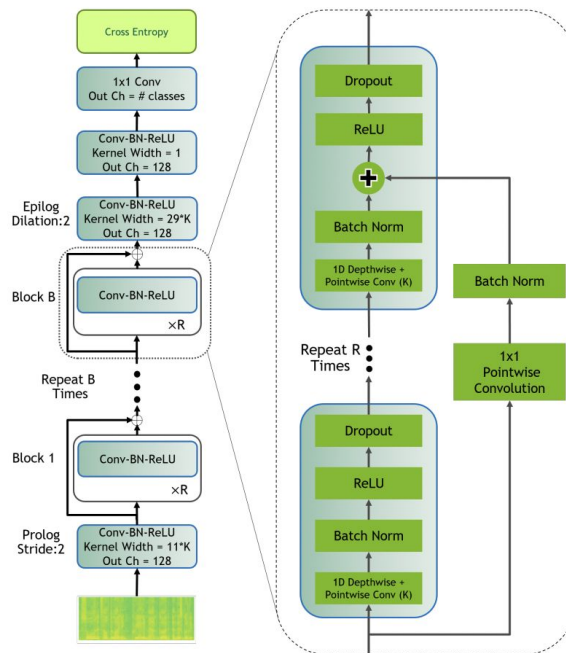 Cross Entropy
1x1 Conv
Out Ch = # classes
Conv-BN-ReLU
Kernel Width = 1
Out Ch = 128
Epilog
Dilation:2
Conv-BN-ReLU
Kernel Width = 29*K
Out Ch = 128
Block B
Conv-BN-ReLU
×R
Repeat B
Times
Block 1
Conv-BN-ReLU
×R
Prolog
Stride:2
Conv-BN-ReLU
Kernel Width = 11*K
Out Ch = 128
Dropout
ReLU
Batch Norm
1D Depthwise +
Pointwise Conv (K)
Repeat R
Times
Dropout
ReLU
Batch Norm
1D Depthwise +
Pointwise Conv (K)
Batch Norm
1x1
Pointwise
Convolution